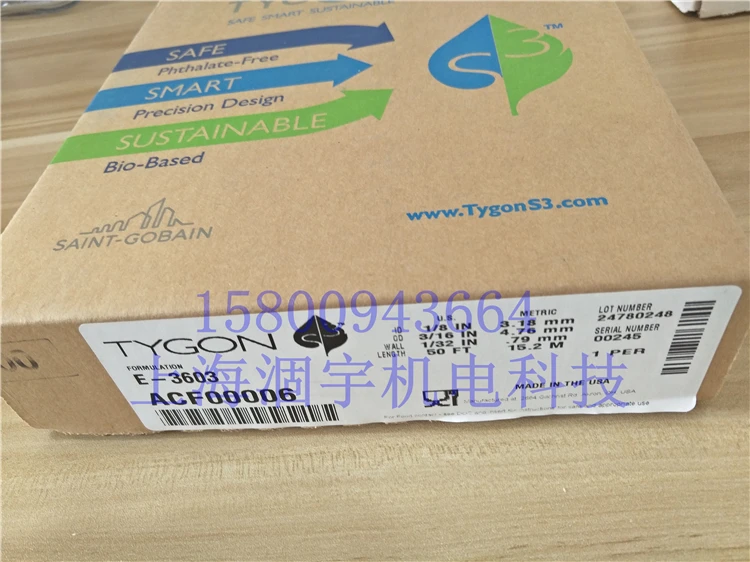 TYGON
SAFE SMART SUSTAINABLE
SAFE
Phthalate-Free
SMART
Precision Design
SUSTAINABLE
Bio-Based
S3
www.TygonS3.com
SAINT-GOBAIN
15800943664
上海涸宇机电科技
TYGON S3
FORMULATION
E-3603
ACF00006
U.S. METRIC
ID 1/8 IN 3.18 mm
OD 3/16 IN 4.76 mm
WALL 1/32 IN .79 mm
LENGTH 50 FT 15.2 M
LOT NUMBER
24780248
SERIAL NUMBER
00245
1 PER
MADE IN THE USA